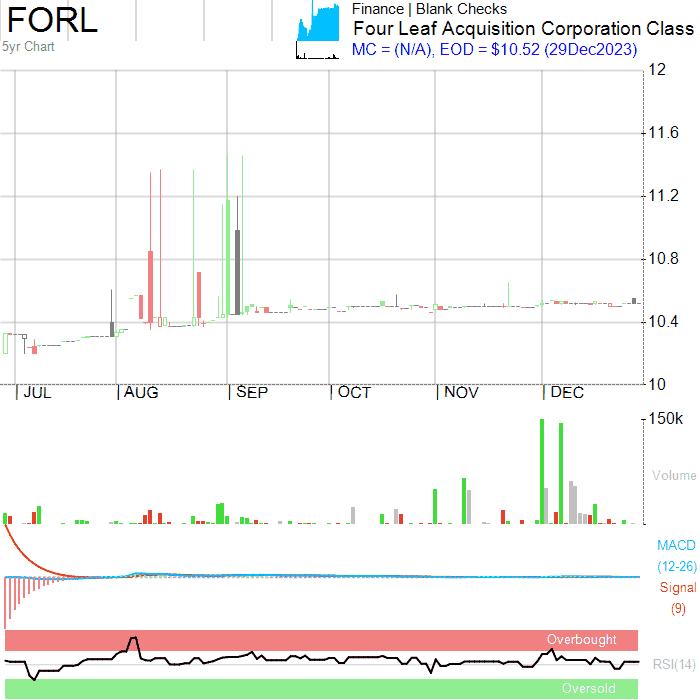 FORL
5yr Chart
Finance | Blank Checks
Four Leaf Acquisition Corporation Class
MC = (N/A), EOD = $10.52 (29Dec2023)
12
11.6
11.2
10.8
10.4
10
JUL AUG SEP OCT NOV DEC
150k
Volume
MACD
(12-26)
Signal
(9)
Overbought
RSI(14)
Oversold